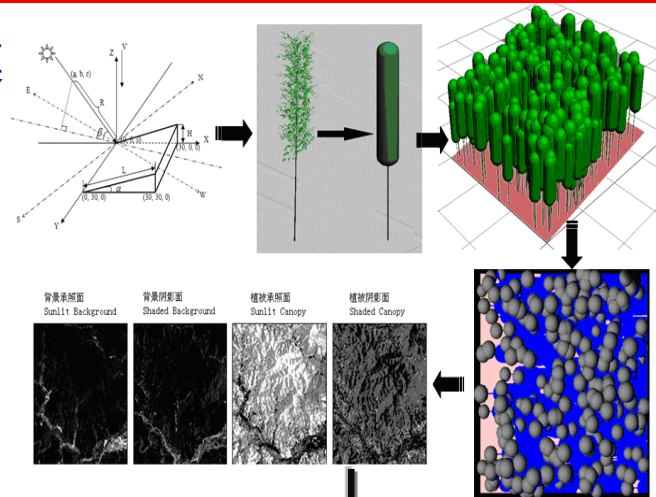 Z
V
N
(a, b, c)
E
R
β
H
X
(30, 0, 0)
L
α
W
(0, 30, 0)
(30, 30, 0)
S
Y
背景承照面
Sunlit Background
背景阴影面
Shaded Background
植被承照面
Sunlit Canopy
植被阴影面
Shaded Canopy